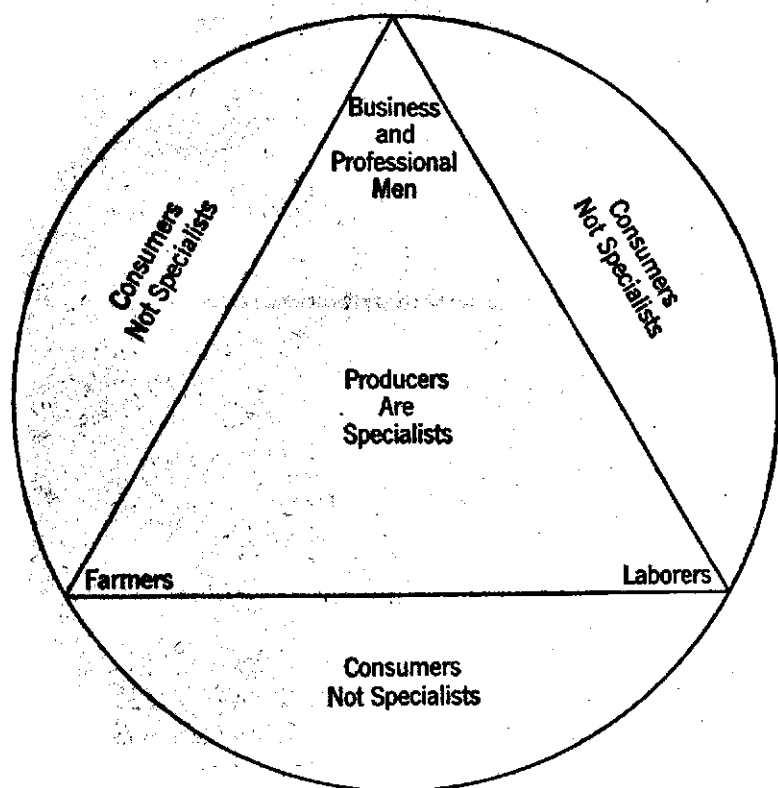 Business
and
Professional
Men
Consumers
Not Specialists
Consumers
Not Specialists
Producers
Are
Specialists
Farmers
Laborers
Consumers
Not Specialists